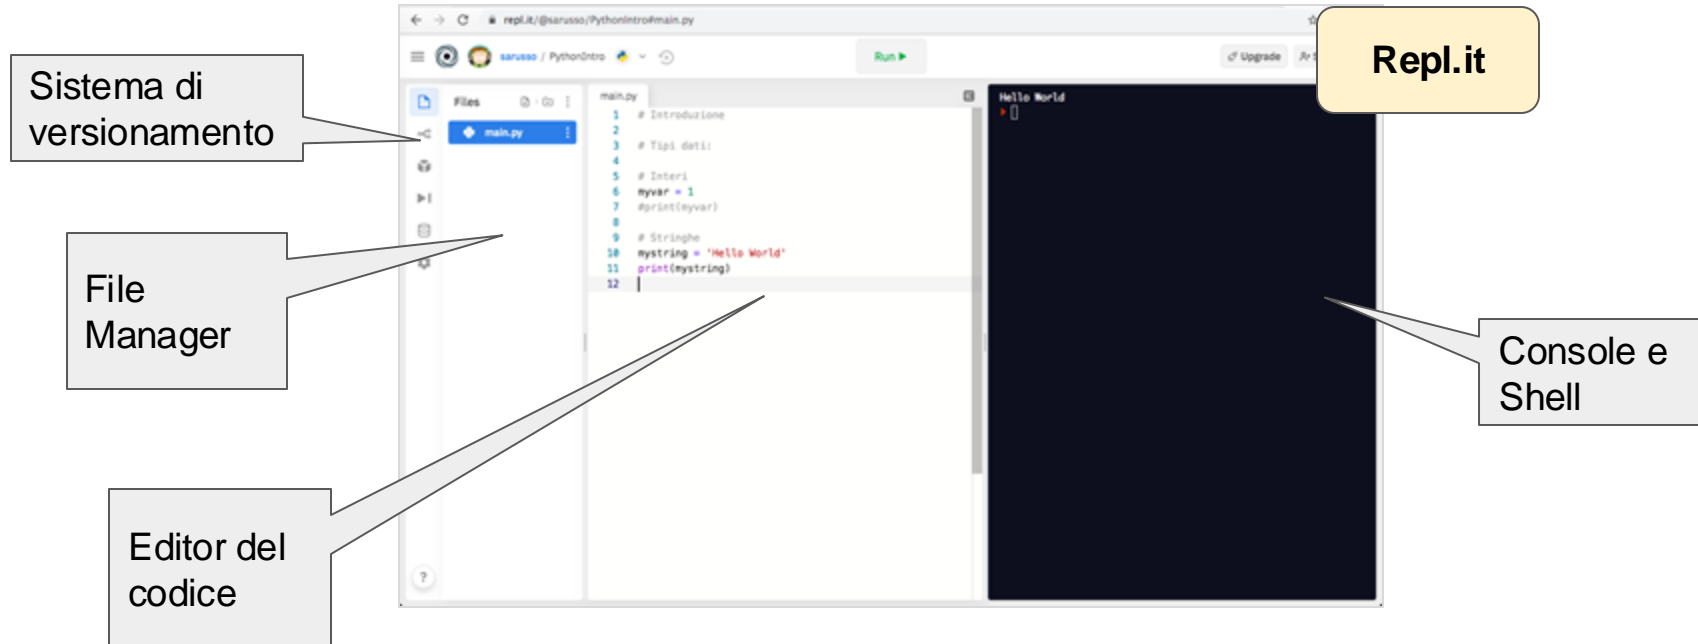 repl.it/@sarusso/PythonIntro#main.py
sarusso / PythonIntro
Run
Upgrade
Repl.it
Sistema di
versionamento
Files
main.py
main.py
1 # Introduzione
2
3 # Tipi dati:
4
5 # Interi
6 myvar = 1
7 #print(myvar)
8
9 # Stringhe
10 mystring = 'Hello World'
11 print(mystring)
12
Hello World
File
Manager
Console e
Shell
Editor del
codice
?